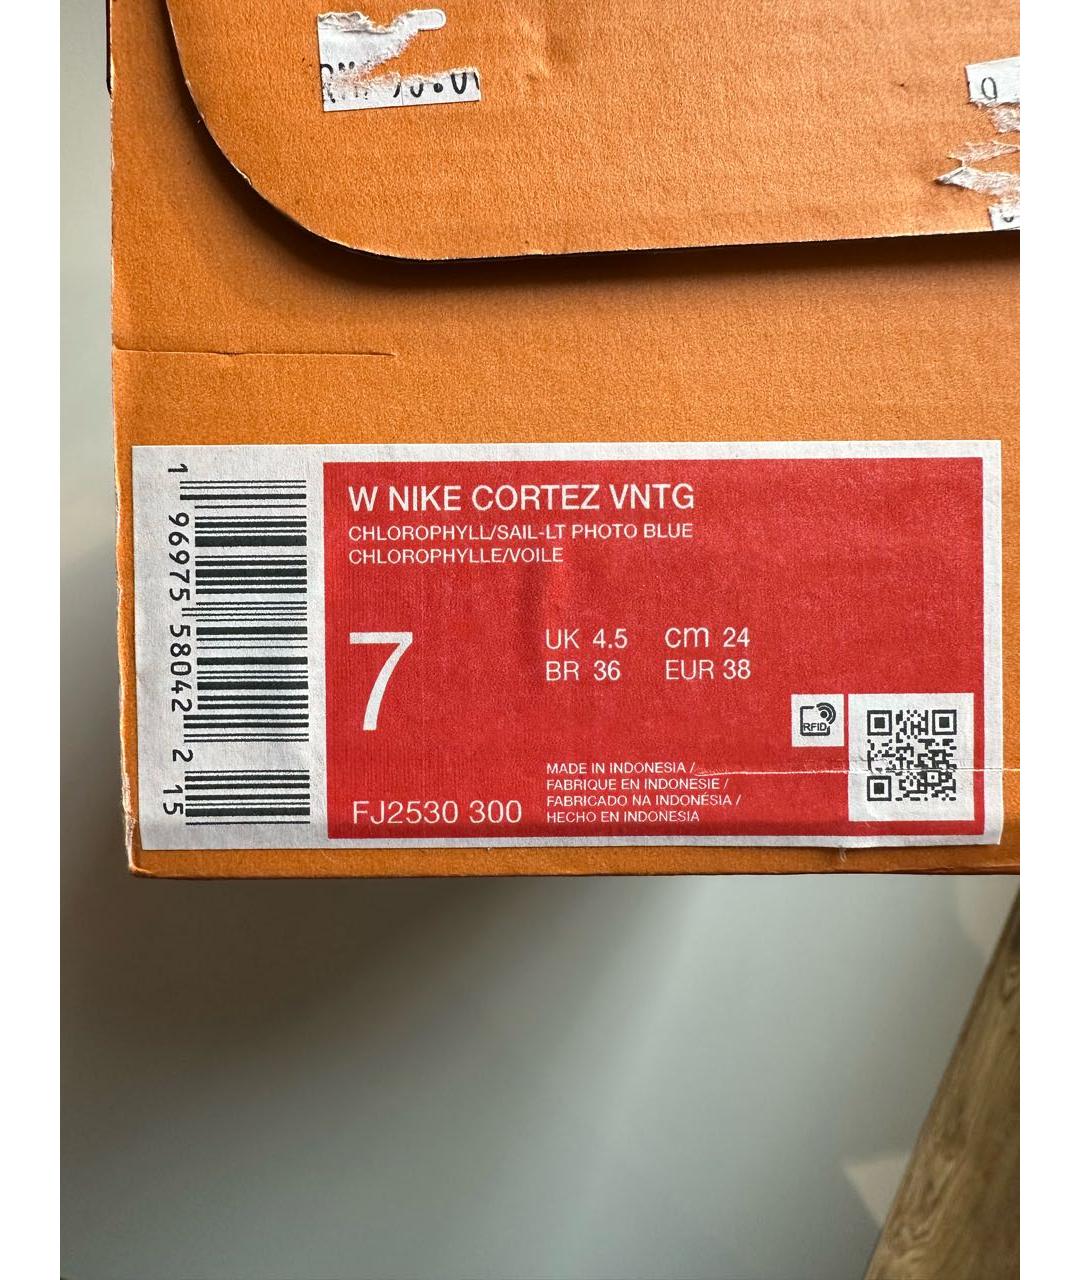 W NIKE CORTEZ VNTG
CHLOROPHYLL/SAIL-LT PHOTO BLUE
CHLOROPHYLLE/VOILE
7
UK 4.5 cm 24
BR 36 EUR 38
RFID
MADE IN INDONESIA /
FABRIQUE EN INDONESIE /
FABRICADO NA INDONÉSIA /
HECHO EN INDONESIA
FJ2530 300
1 96975 58042 2 15